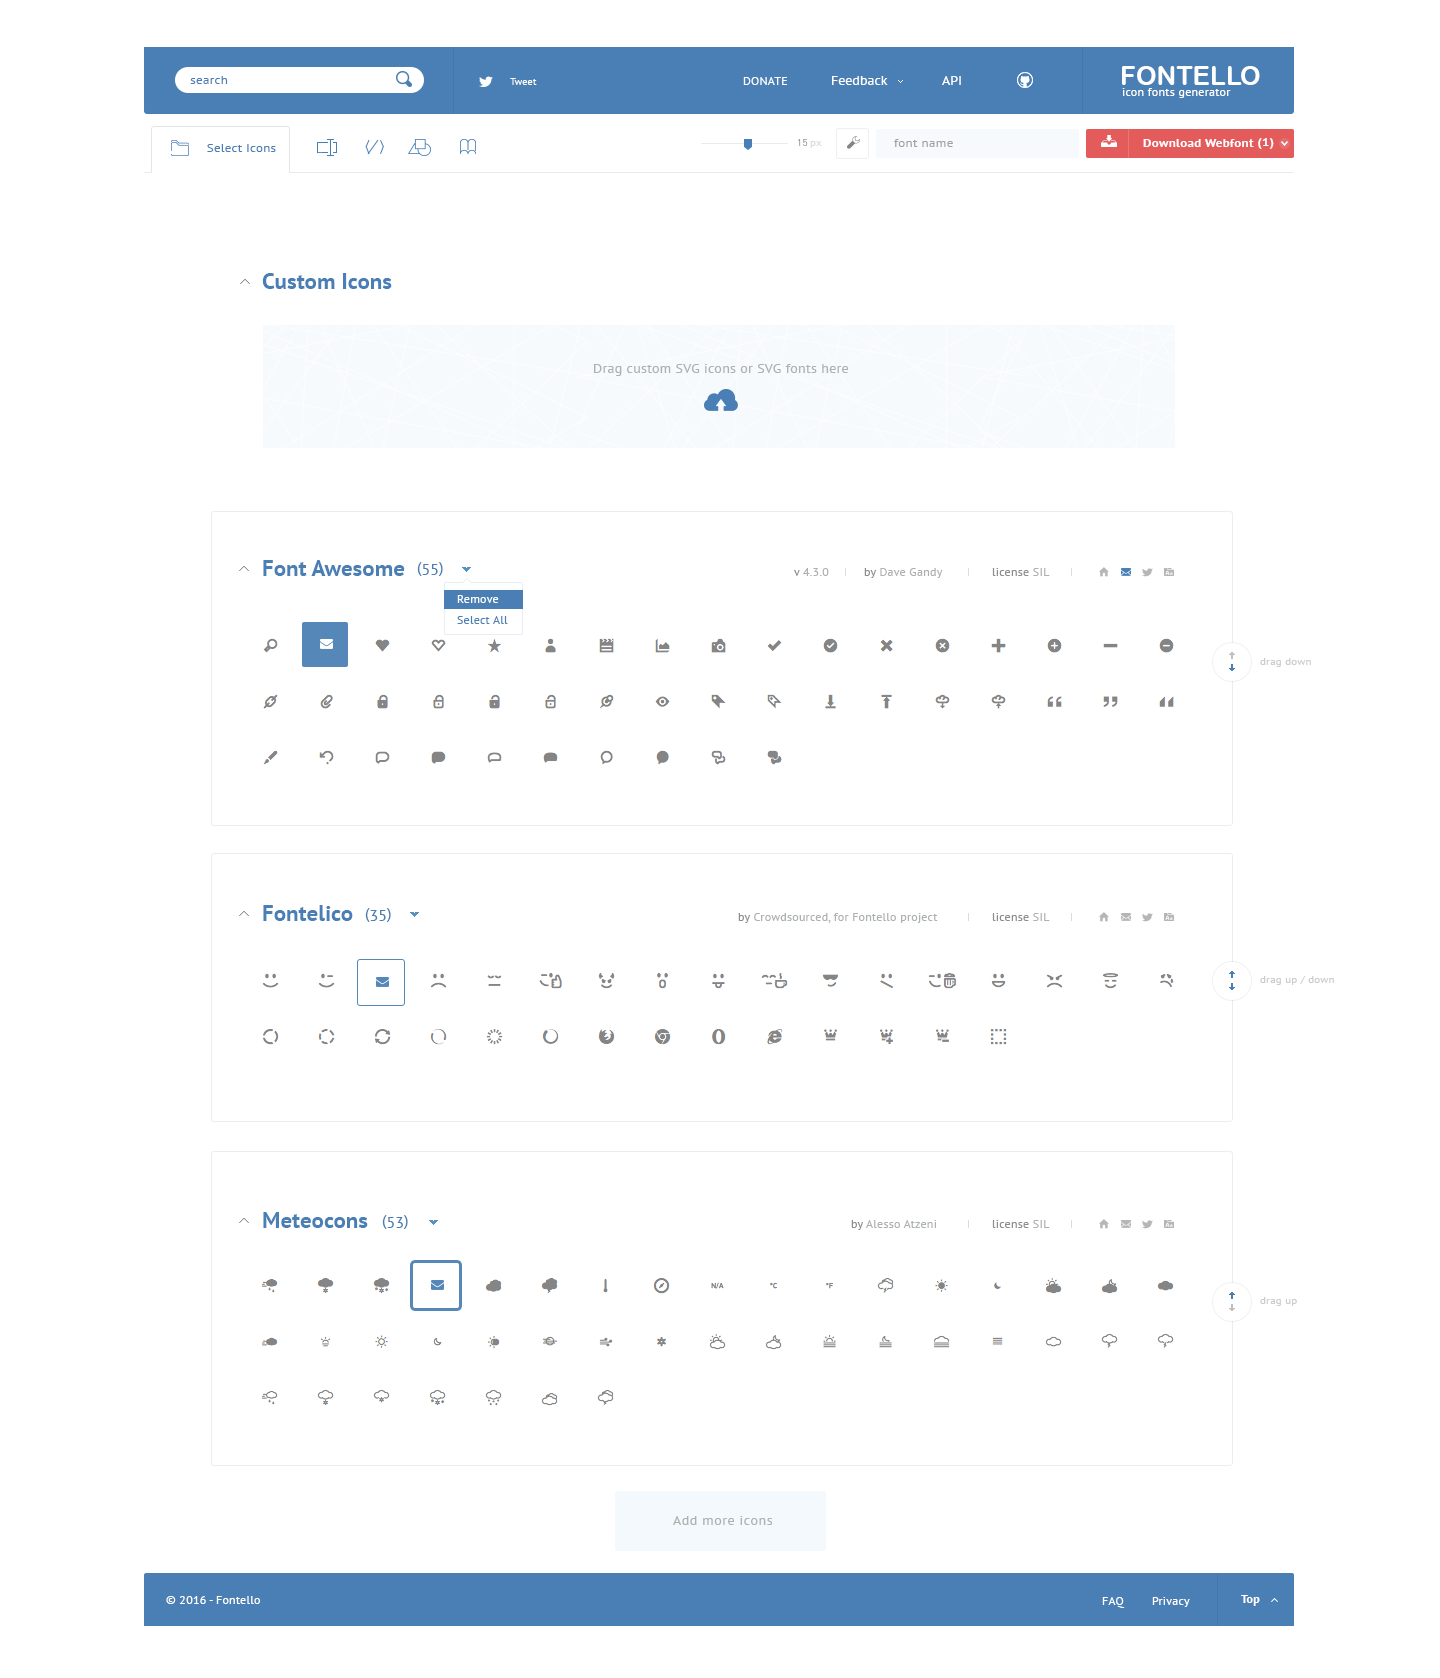 search
Tweet
DONATE
Feedback
API
FONTELLO
icon fonts generator
Select Icons
15 px
font name
Download Webfont (1)
Custom Icons
Drag custom SVG icons or SVG fonts here
Font Awesome (55)
v 4.3.0
by Dave Gandy
license SIL
Remove
Select All
drag down
Fontelico (35)
by Crowdsourced, for Fontello project
license SIL
drag up / down
Meteocons (53)
by Alesso Atzeni
license SIL
N/A
°C
°F
drag up
Add more icons
© 2016 - Fontello
FAQ
Privacy
Top